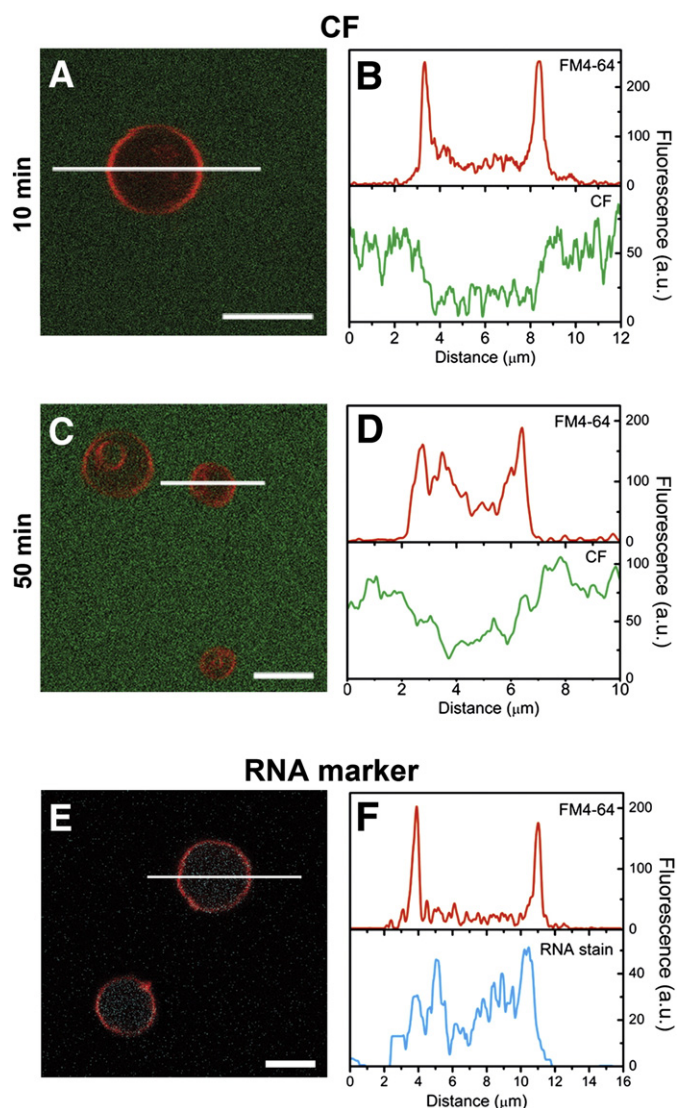 CF
10 min
A
B
FM4-64
200
100
0
CF
50
0
Fluorescence (a.u.)
0 2 4 6 8 10 12
Distance (μm)
50 min
C
D
FM4-64
200
100
0
CF
100
50
0
Fluorescence (a.u.)
0 2 4 6 8 10
Distance (μm)
RNA marker
E
F
FM4-64
200
100
0
RNA stain
40
20
0
Fluorescence (a.u.)
0 2 4 6 8 10 12 14 16
Distance (μm)